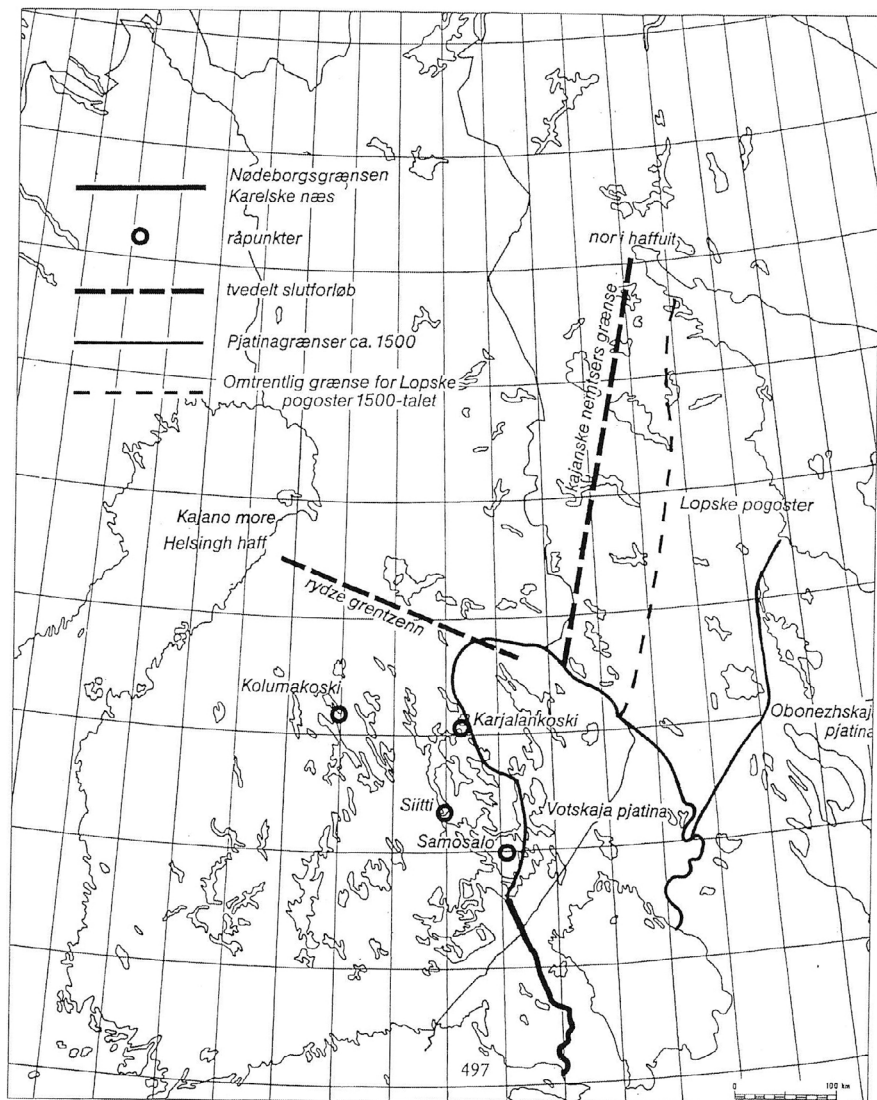 Nødeborgsgrænsen
Karelske næs
råpunkter
nor i haffuit
tvedelt slutforløb
Pjatinagrænser ca. 1500
Omtrentlig grænse for Lopske
pogoster 1500-talet
kajanske nemtsers grænse
Lopske pogoster
Kajano more
Helsingh haff
rydze grentzenn
Kolumakoski
Karjalankoski
Obonezhskaja
pjatina
Siitti
Votskaja pjatina
Samosalo
497
0 100 km